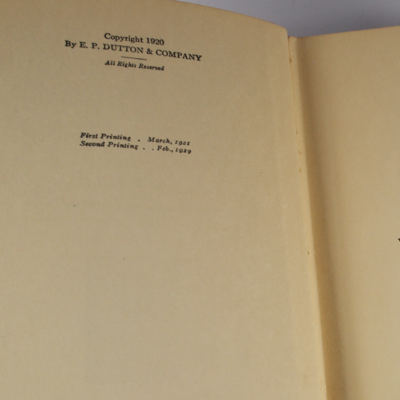 Copyright 1920
By E. P. DUTTON & COMPANY
All Rights Reserved
First Printing . March, 1921
Second Printing . . Feb., 1929